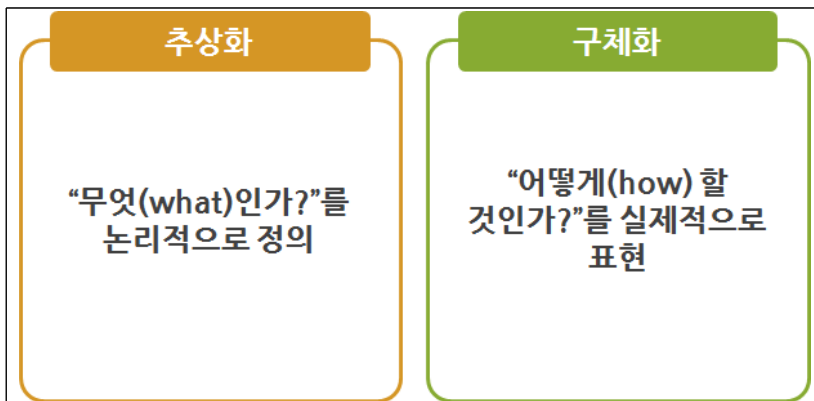 추상화
“무엇(what)인가?”를
논리적으로 정의
구체화
“어떻게(how) 할
것인가?”를 실제적으로
표현